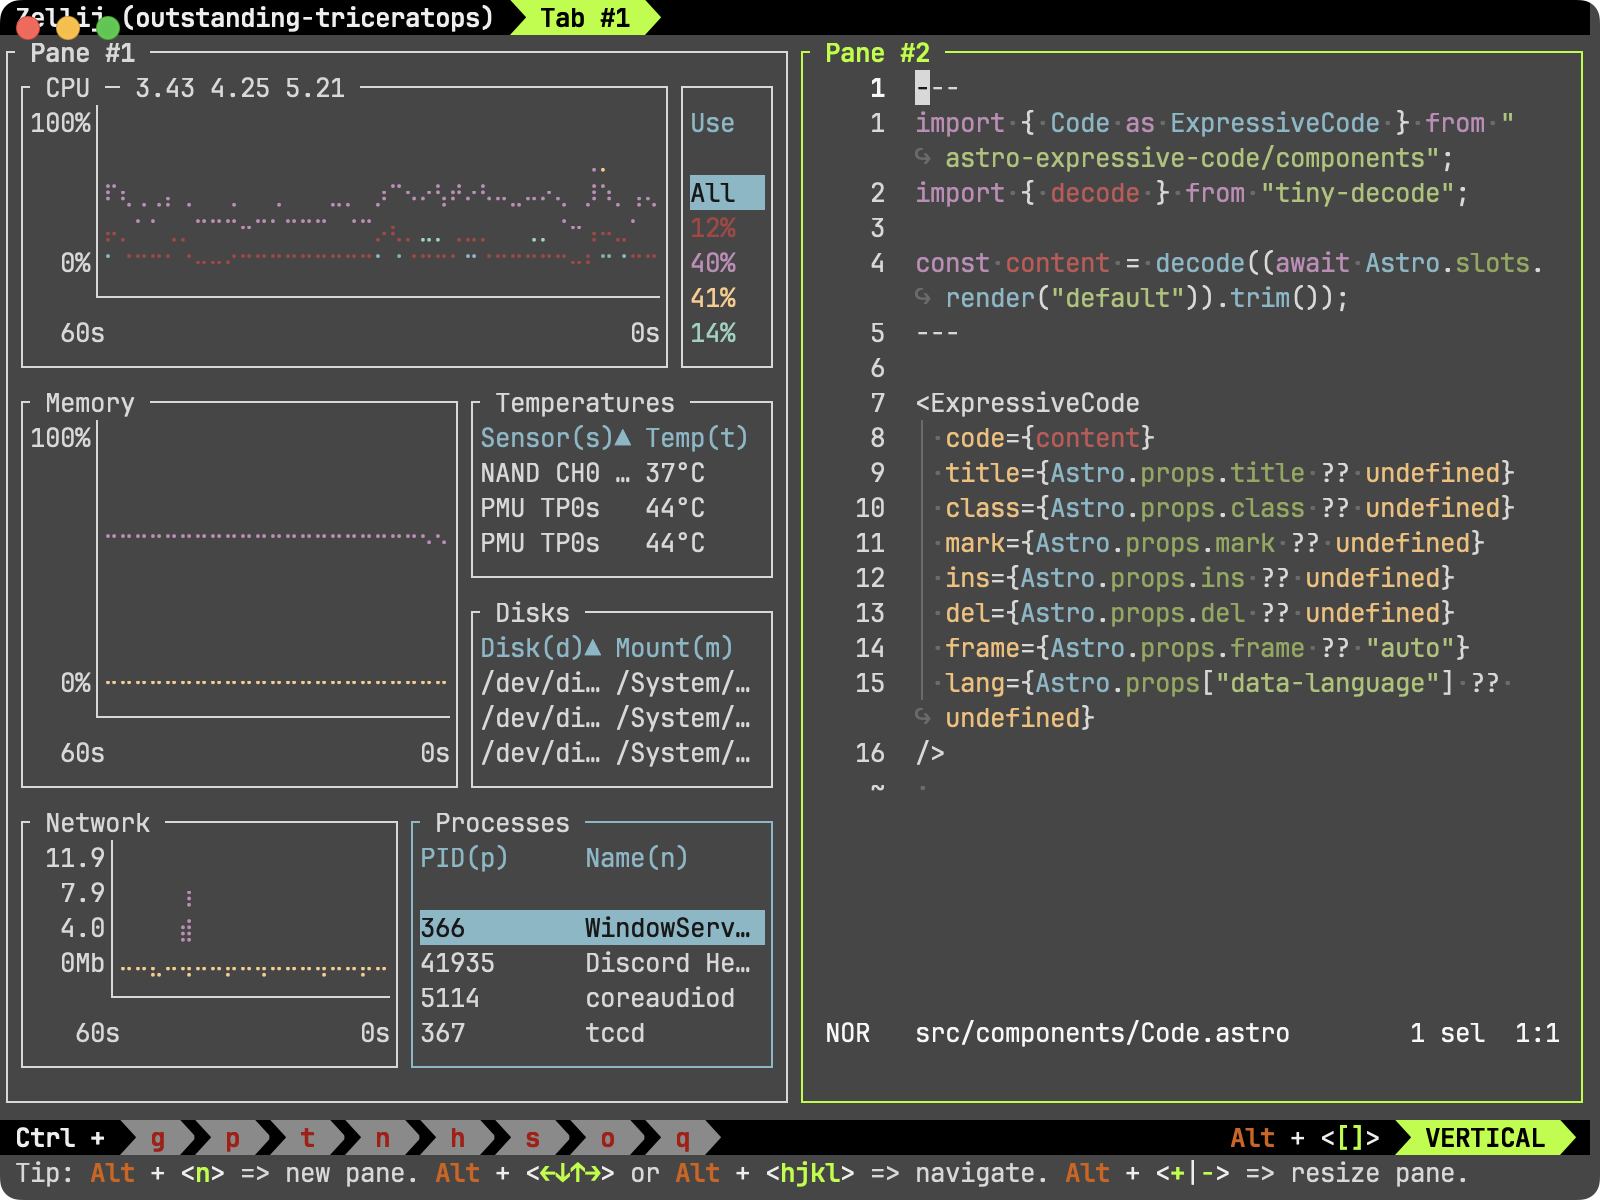 Zellij (outstanding-triceratops) Tab #1
Pane #1
CPU — 3.43 4.25 5.21
100%
0%
60s 0s
Use
All
12%
40%
41%
14%
Memory
100%
0%
60s 0s
Temperatures
Sensor(s)▲ Temp(t)
NAND CH0 … 37°C
PMU TP0s 44°C
PMU TP0s 44°C
Disks
Disk(d)▲ Mount(m)
/dev/di… /System/…
/dev/di… /System/…
/dev/di… /System/…
Network
11.9
7.9
4.0
0Mb
60s 0s
Processes
PID(p) Name(n)
366 WindowServ…
41935 Discord He…
5114 coreaudiod
367 tccd
Pane #2
1 ---
1 import·{·Code·as·ExpressiveCode·}·from·"
↪ astro-expressive-code/components";
2 import·{·decode·}·from·"tiny-decode";
3
4 const·content·=·decode((await·Astro.slots.
↪ render("default")).trim());
5 ---
6
7 <ExpressiveCode
8 ·code={content}
9 ·title={Astro.props.title·??·undefined}
10 ·class={Astro.props.class·??·undefined}
11 ·mark={Astro.props.mark·??·undefined}
12 ·ins={Astro.props.ins·??·undefined}
13 ·del={Astro.props.del·??·undefined}
14 ·frame={Astro.props.frame·??·"auto"}
15 ·lang={Astro.props["data-language"]·??·
↪ undefined}
16 />
~ ·
NOR src/components/Code.astro 1 sel 1:1
Ctrl + g p t n h s o q Alt + <[]> VERTICAL
Tip: Alt + <n> => new pane. Alt + <←↓↑→> or Alt + <hjkl> => navigate. Alt + <+|-> => resize pane.